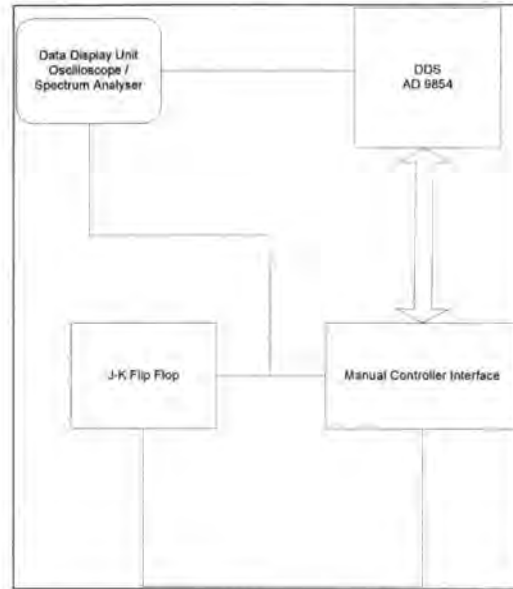 Data Display Unit
Oscilloscope /
Spectrum Analyser
DDS
AD 9854
J-K Flip Flop
Manual Controller Interface